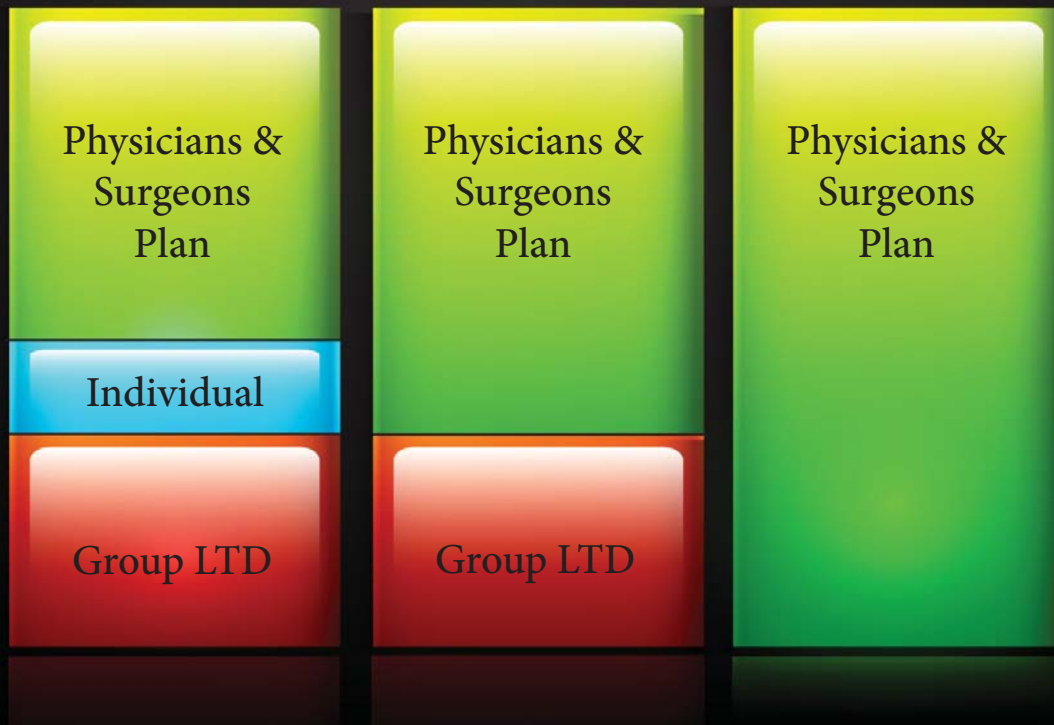 Physicians &
Surgeons
Plan
Individual
Group LTD
Physicians &
Surgeons
Plan
Group LTD
Physicians &
Surgeons
Plan